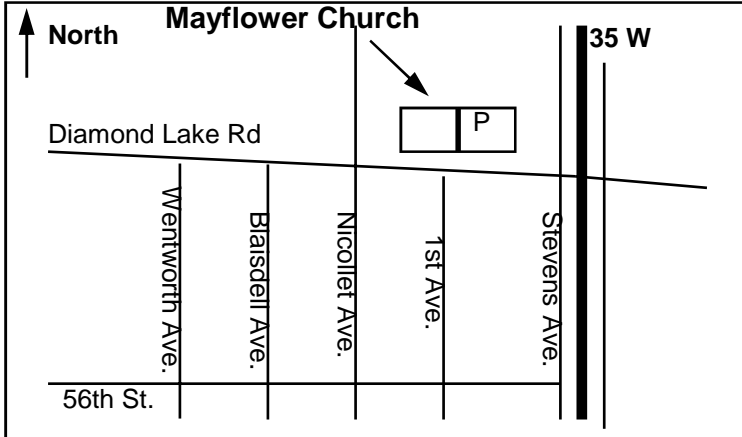 Mayflower Church
North
35 W
P
Diamond Lake Rd
Wentworth Ave.
Blaisdell Ave.
Nicollet Ave.
1st Ave.
Stevens Ave.
56th St.